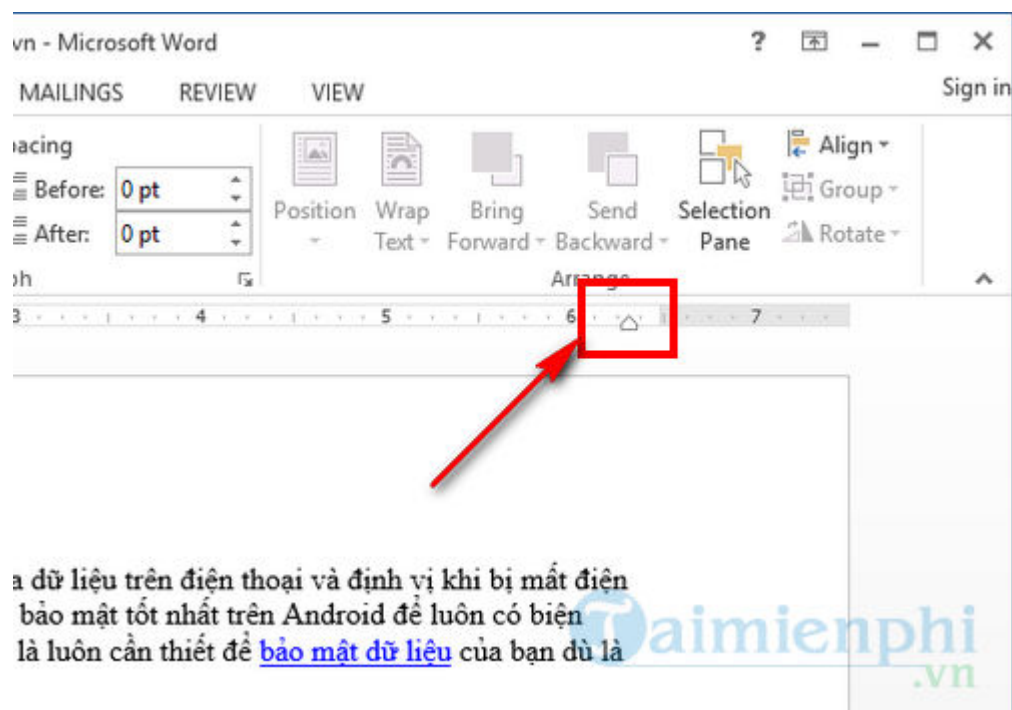 vn - Microsoft Word ?
MAILINGS REVIEW VIEW Sign in
pacing
Before: 0 pt
After: 0 pt
Position
Wrap Text
Bring Forward
Send Backward
Selection Pane
Align
Group
Rotate
ph Arrange
3 4 5 6 7
a dữ liệu trên điện thoại và định vị khi bị mất điện
bảo mật tốt nhất trên Android để luôn có biện
là luôn cần thiết để bảo mật dữ liệu của bạn dù là
Taimienphi
.vn